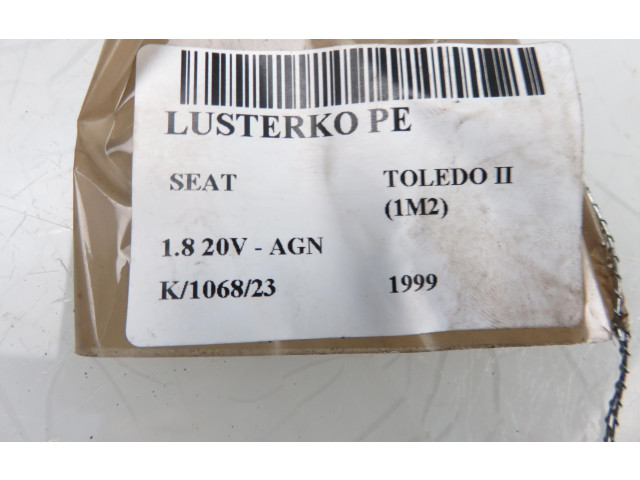 LUSTERKO PE
SEAT TOLEDO II
(1M2)
1.8 20V - AGN
K/1068/23 1999